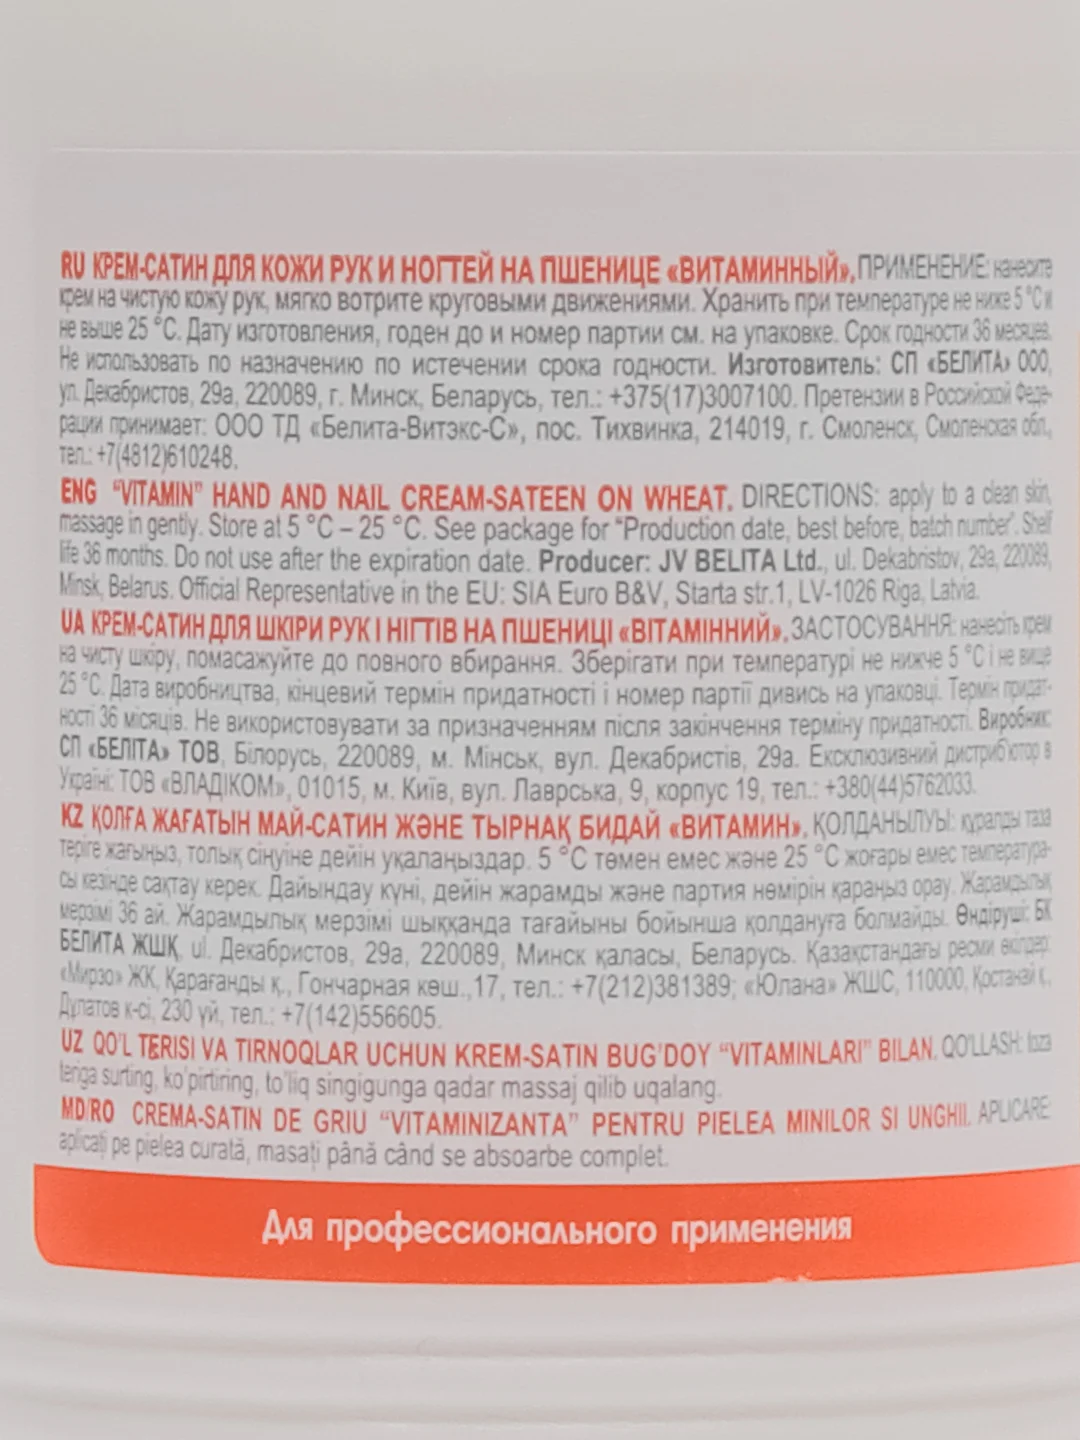 RU КРЕМ-САТИН ДЛЯ КОЖИ РУК И НОГТЕЙ НА ПШЕНИЦЕ «ВИТАМИННЫЙ». ПРИМЕНЕНИЕ: нанесите
крем на чистую кожу рук, мягко вотрите круговыми движениями. Хранить при температуре не ниже 5 °С и
не выше 25 °С. Дату изготовления, годен до и номер партии см. на упаковке. Срок годности 36 месяцев.
Не использовать по назначению по истечении срока годности. Изготовитель: СП «БЕЛИТА» ООО,
ул. Декабристов, 29а, 220089, г. Минск, Беларусь, тел.: +375(17)3007100. Претензии в Российской Феде-
рации принимает: ООО ТД «Белита-Витэкс-С», пос. Тихвинка, 214019, г. Смоленск, Смоленская обл.,
тел.: +7(4812)610248.
ENG “VITAMIN” HAND AND NAIL CREAM-SATEEN ON WHEAT. DIRECTIONS: apply to a clean skin,
massage in gently. Store at 5 °C – 25 °C. See package for “Production date, best before, batch number”. Shelf
life 36 months. Do not use after the expiration date. Producer: JV BELITA Ltd., ul. Dekabristov, 29a, 220089,
Minsk, Belarus. Official Representative in the EU: SIA Euro B&V, Starta str.1, LV-1026 Riga, Latvia.
UA КРЕМ-САТИН ДЛЯ ШКІРИ РУК І НІГТІВ НА ПШЕНИЦІ «ВІТАМІННИЙ». ЗАСТОСУВАННЯ: нанесіть крем
на чисту шкіру, помасажуйте до повного вбирання. Зберігати при температурі не нижче 5 °С і не вище
25 °С. Дата виробництва, кінцевий термін придатності і номер партії дивись на упаковці. Термін придат-
ності 36 місяців. Не використовувати за призначенням після закінчення терміну придатності. Виробник:
СП «БЕЛІТА» ТОВ, Білорусь, 220089, м. Мінськ, вул. Декабристів, 29а. Ексклюзивний дистриб’ютор в
Україні: ТОВ «ВЛАДІКОМ», 01015, м. Київ, вул. Лаврська, 9, корпус 19, тел.: +380(44)5762033.
KZ ҚОЛҒА ЖАҒАТЫН МАЙ-САТИН ЖӘНЕ ТЫРНАҚ БИДАЙ «ВИТАМИН». ҚОЛДАНЫЛУЫ: құралды таза
теріге жағыңыз, толық сіңуіне дейін уқалаңыздар. 5 °С төмен емес және 25 °С жоғары емес температура-
сы кезінде сақтау керек. Дайындау күні, дейін жарамды және партия нөмірін қараңыз орау. Жарамдылық
мерзімі 36 ай. Жарамдылық мерзімі шыққанда тағайыны бойынша қолдануға болмайды. Өндіруші: БК
БЕЛИТА ЖШҚ, ul. Декабристов, 29а, 220089, Минск қаласы, Беларусь. Қазақстандағы ресми өкілдер:
«Мирзо» ЖК, Қарағанды қ., Гончарная көш.,17, тел.: +7(212)381389; «Юлана» ЖШС, 110000, Қостанай қ.,
Дулатов к-сі, 230 үй, тел.: +7(142)556605.
UZ QO’L TERISI VA TIRNOQLAR UCHUN KREM-SATIN BUG’DOY “VITAMINLARI” BILAN. QO’LLASH: toza
teriga surting, ko’pirtiring, to’liq singigunga qadar massaj qilib uqalang.
MD/RO CREMA-SATIN DE GRIU “VITAMINIZANTA” PENTRU PIELEA MINILOR SI UNGHII. APLICARE:
aplicați pe pielea curată, masați până când se absoarbe complet.
Для профессионального применения